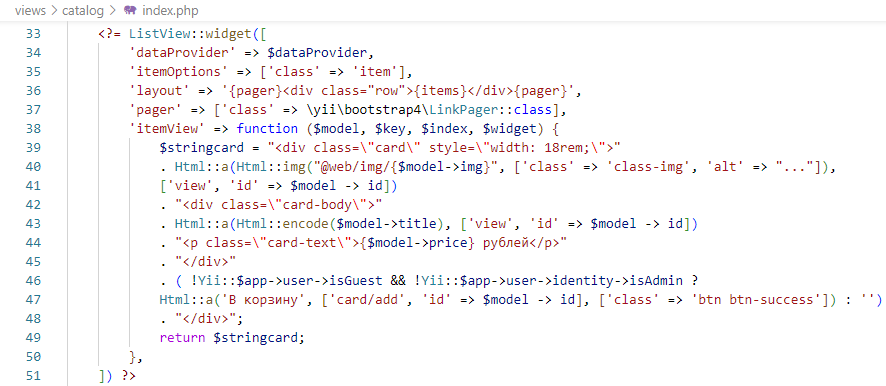 views > catalog > index.php
33 <?= ListView::widget([
34 'dataProvider' => $dataProvider,
35 'itemOptions' => ['class' => 'item'],
36 'layout' => '{pager}<div class="row">{items}</div>{pager}',
37 'pager' => ['class' => \yii\bootstrap4\LinkPager::class],
38 'itemView' => function ($model, $key, $index, $widget) {
39 $stringcard = "<div class=\"card\" style=\"width: 18rem;\">"
40 . Html::a(Html::img("@web/img/{$model->img}", ['class' => 'class-img', 'alt' => "..."]),
41 ['view', 'id' => $model -> id])
42 . "<div class=\"card-body\">"
43 . Html::a(Html::encode($model->title), ['view', 'id' => $model -> id])
44 . "<p class=\"card-text\">{$model->price} рублей</p>"
45 . "</div>"
46 . ( !Yii::$app->user->isGuest && !Yii::$app->user->identity->isAdmin ?
47 Html::a('В корзину', ['card/add', 'id' => $model -> id], ['class' => 'btn btn-success']) : '')
48 . "</div>";
49 return $stringcard;
50 },
51 ]) ?>